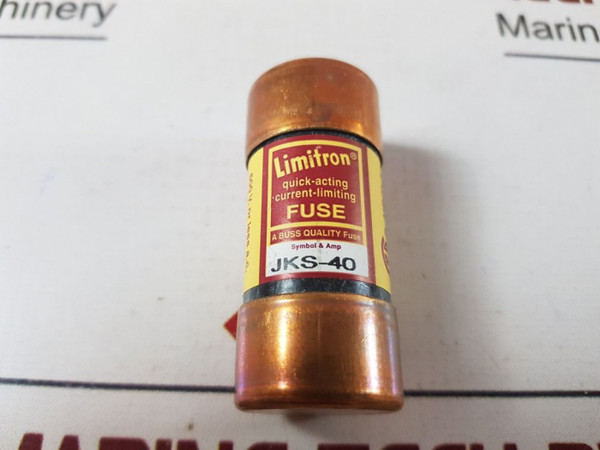 hinery
Marin
Limitron®
quick-acting
current-limiting
FUSE
A BUSS QUALITY Fuse
Symbol & Amp
JKS-40